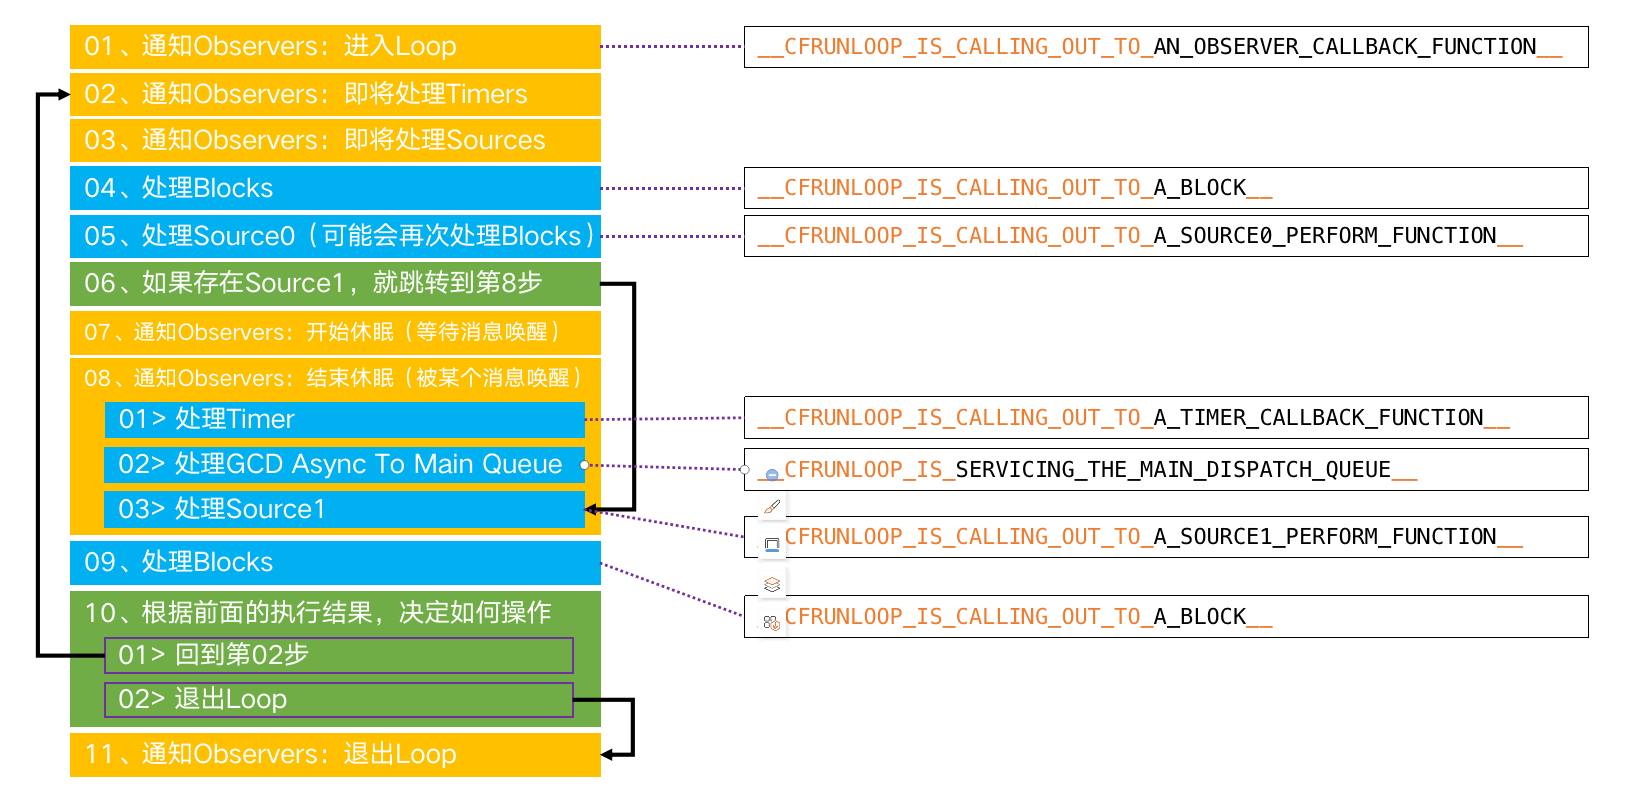 01、通知Observers：进入Loop
__CFRUNLOOP_IS_CALLING_OUT_TO_AN_OBSERVER_CALLBACK_FUNCTION__
02、通知Observers：即将处理Timers
03、通知Observers：即将处理Sources
04、处理Blocks
__CFRUNLOOP_IS_CALLING_OUT_TO_A_BLOCK__
05、处理Source0（可能会再次处理Blocks）
__CFRUNLOOP_IS_CALLING_OUT_TO_A_SOURCE0_PERFORM_FUNCTION__
06、如果存在Source1，就跳转到第8步
07、通知Observers：开始休眠（等待消息唤醒）
08、通知Observers：结束休眠（被某个消息唤醒）
01> 处理Timer
__CFRUNLOOP_IS_CALLING_OUT_TO_A_TIMER_CALLBACK_FUNCTION__
02> 处理GCD Async To Main Queue
__CFRUNLOOP_IS_SERVICING_THE_MAIN_DISPATCH_QUEUE__
03> 处理Source1
CFRUNLOOP_IS_CALLING_OUT_TO_A_SOURCE1_PERFORM_FUNCTION__
09、处理Blocks
CFRUNLOOP_IS_CALLING_OUT_TO_A_BLOCK__
10、根据前面的执行结果，决定如何操作
01> 回到第02步
02> 退出Loop
11、通知Observers：退出Loop